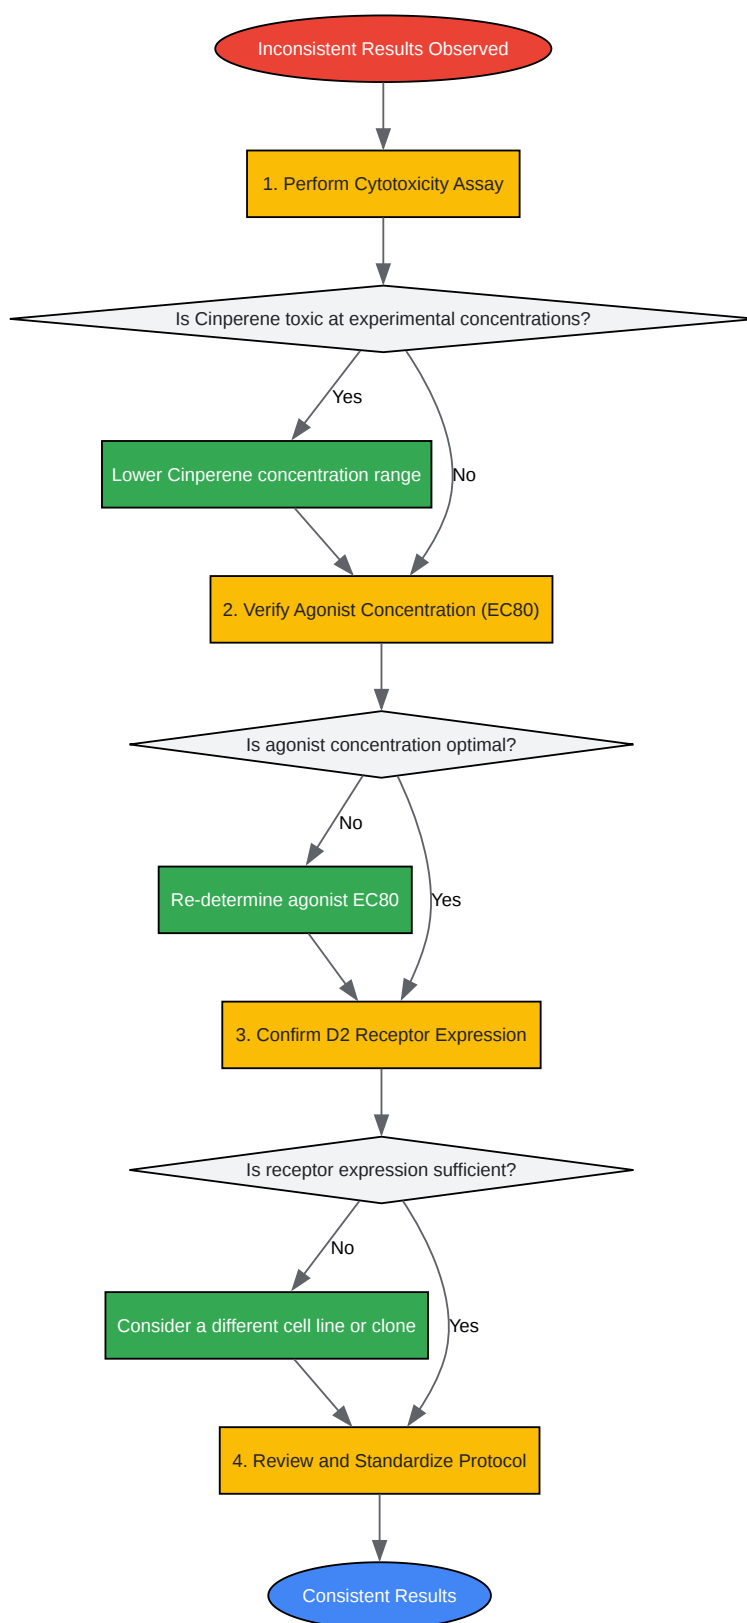 Inconsistent Results Observed
1. Perform Cytotoxicity Assay
Is Cinperene toxic at experimental concentrations?
Yes
Lower Cinperene concentration range
No
2. Verify Agonist Concentration (EC80)
Is agonist concentration optimal?
No
Re-determine agonist EC80
Yes
3. Confirm D2 Receptor Expression
Is receptor expression sufficient?
No
Consider a different cell line or clone
Yes
4. Review and Standardize Protocol
Consistent Results